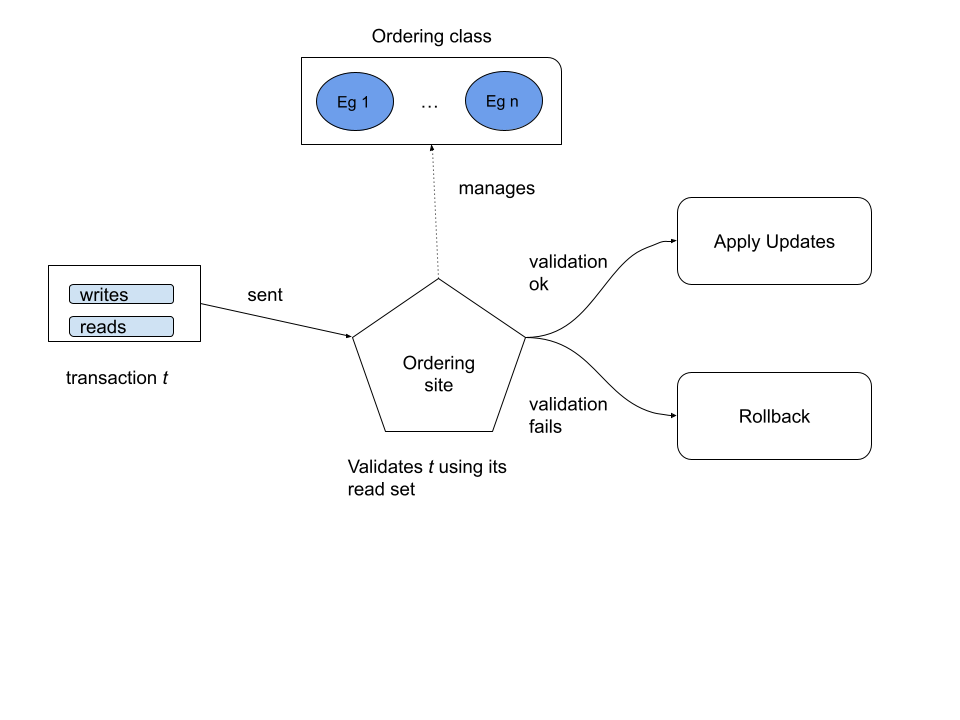 Ordering class
Eg 1
...
Eg n
manages
Apply Updates
validation
ok
writes
reads
sent
transaction t
Ordering
site
validation
fails
Rollback
Validates t using its
read set